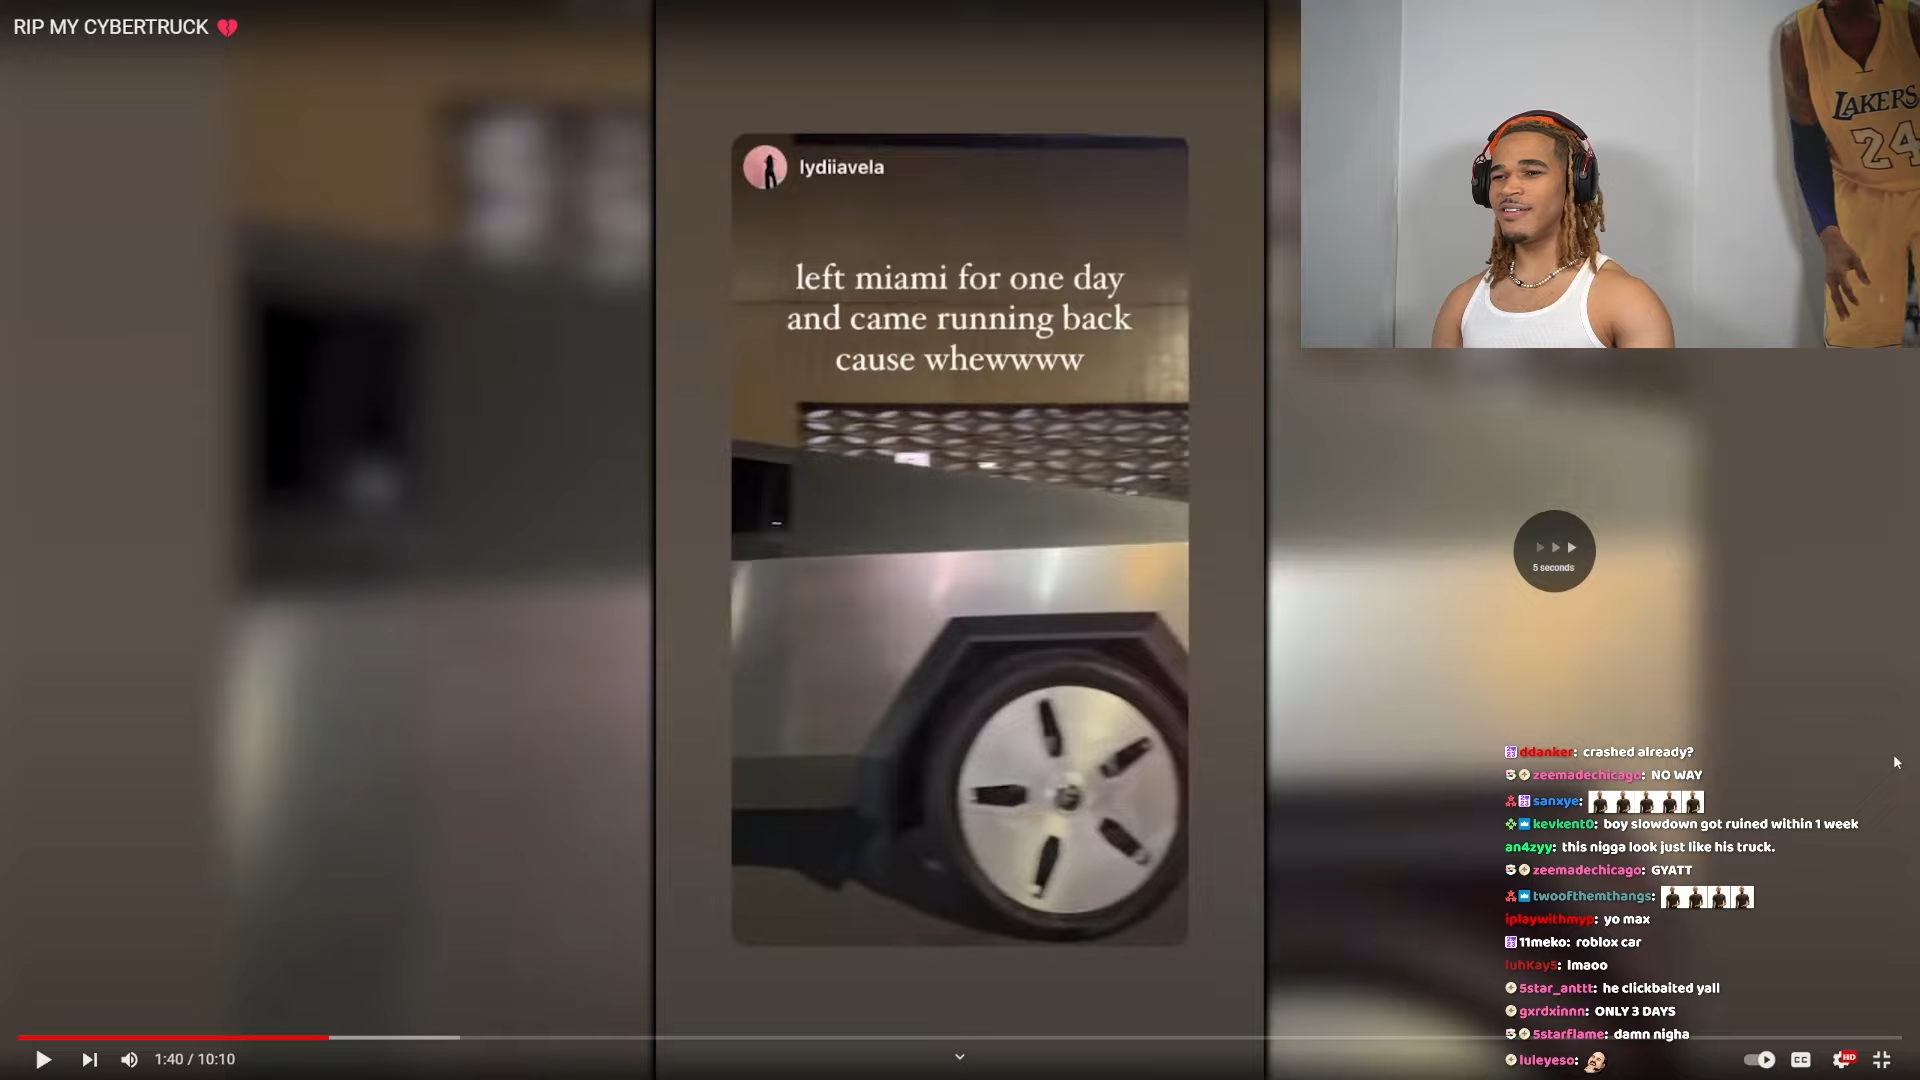 RIP MY CYBERTRUCK 💔
LAKERS
24
lydiiavela
left miami for one day
and came running back
cause whewwww
5 seconds
ddanker: crashed already?
zeemadechicago: NO WAY
sanxye:
kevkent0: boy slowdown got ruined within 1 week
an4zyy: this nigga look just like his truck.
zeemadechicago: GYATT
twoofthemthangs:
iplaywithmyp: yo max
11meko: roblox car
luhKay5: lmaoo
5star_anttt: he clickbaited yall
gxrdxinnn: ONLY 3 DAYS
5starflame: damn nigha
luleyeso:
1:40 / 10:10
CC
HD